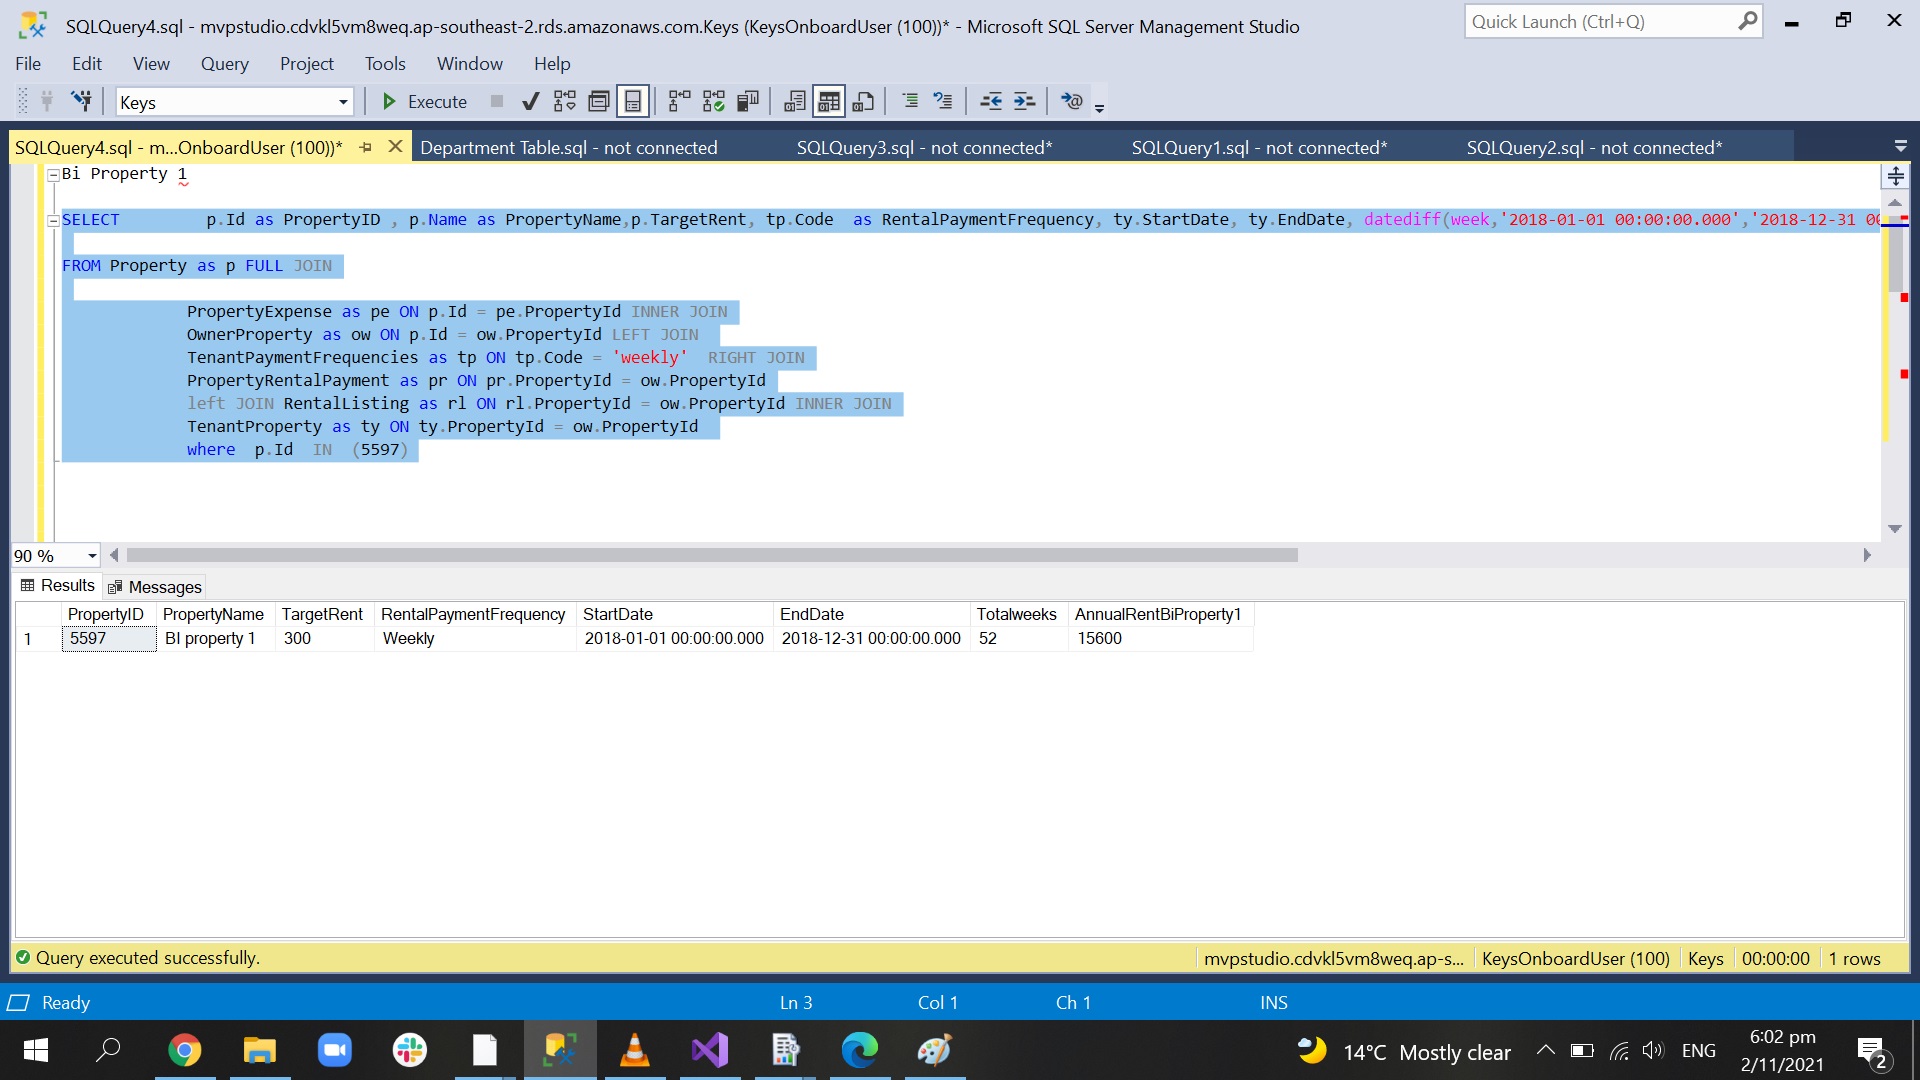 SQLQuery4.sql - mvpstudio.cdvkl5vm8weq.ap-southeast-2.rds.amazonaws.com.Keys (KeysOnboardUser (100))* - Microsoft SQL Server Management Studio
Quick Launch (Ctrl+Q)
File Edit View Query Project Tools Window Help
Keys Execute
SQLQuery4.sql - m...OnboardUser (100))* Department Table.sql - not connected SQLQuery3.sql - not connected* SQLQuery1.sql - not connected* SQLQuery2.sql - not connected*
Bi Property 1
SELECT p.Id as PropertyID , p.Name as PropertyName,p.TargetRent, tp.Code as RentalPaymentFrequency, ty.StartDate, ty.EndDate, datediff(week,'2018-01-01 00:00:00.000','2018-12-31 00
FROM Property as p FULL JOIN
PropertyExpense as pe ON p.Id = pe.PropertyId INNER JOIN
OwnerProperty as ow ON p.Id = ow.PropertyId LEFT JOIN
TenantPaymentFrequencies as tp ON tp.Code = 'weekly' RIGHT JOIN
PropertyRentalPayment as pr ON pr.PropertyId = ow.PropertyId
left JOIN RentalListing as rl ON rl.PropertyId = ow.PropertyId INNER JOIN
TenantProperty as ty ON ty.PropertyId = ow.PropertyId
where p.Id IN (5597)
90 %
Results Messages
PropertyID PropertyName TargetRent RentalPaymentFrequency StartDate EndDate Totalweeks AnnualRentBiProperty1
1 5597 BI property 1 300 Weekly 2018-01-01 00:00:00.000 2018-12-31 00:00:00.000 52 15600
Query executed successfully. mvpstudio.cdvkl5vm8weq.ap-s... KeysOnboardUser (100) Keys 00:00:00 1 rows
Ready Ln 3 Col 1 Ch 1 INS
14°C Mostly clear ENG 6:02 pm
2/11/2021
2